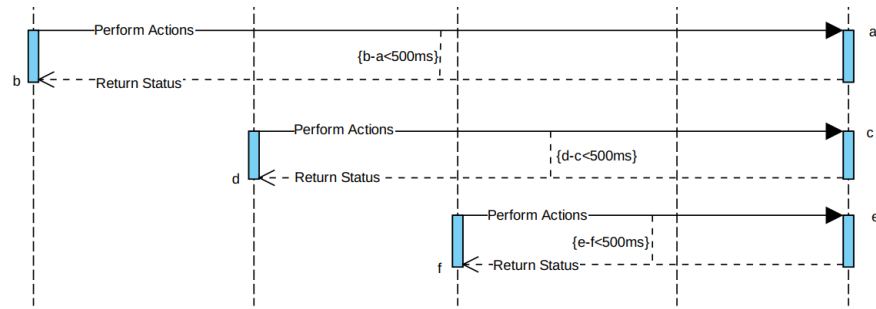 Perform Actions
a
{b-a<500ms}
b
Return Status
Perform Actions
c
{d-c<500ms}
d
Return Status
Perform Actions
e
{e-f<500ms}
f
Return Status